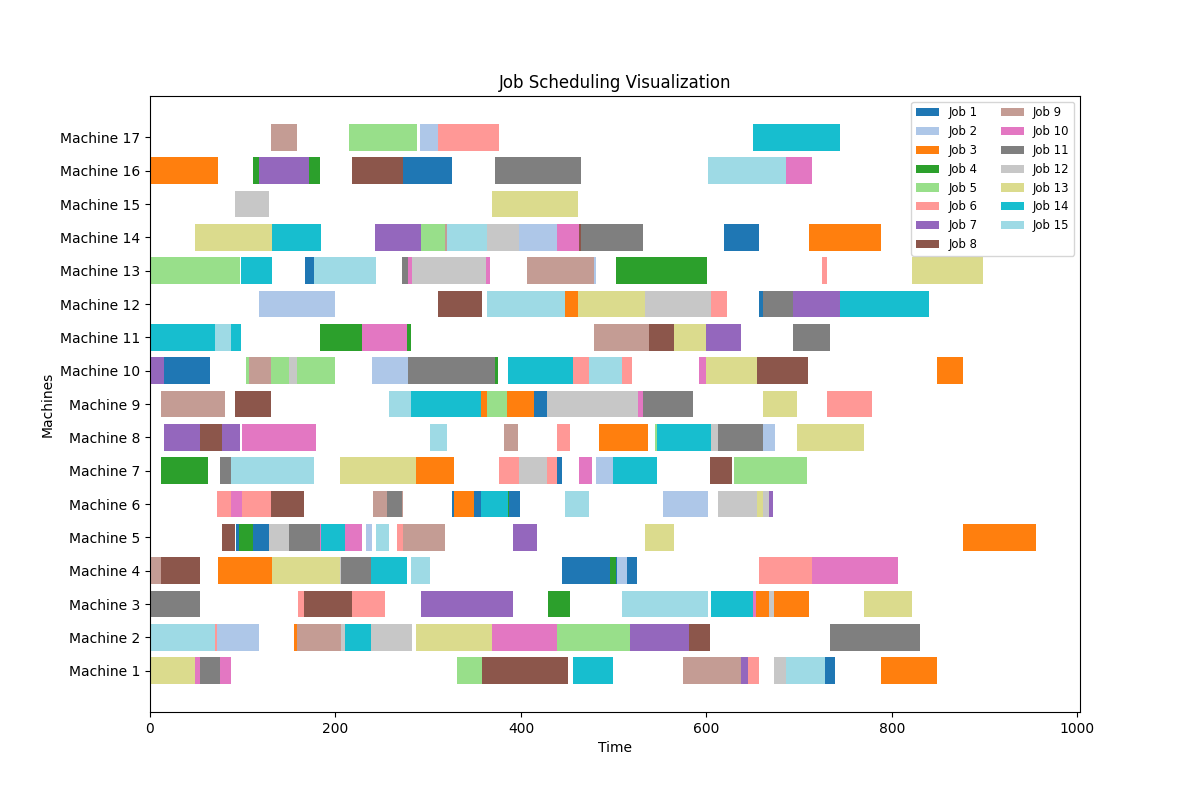 Job Scheduling Visualization
Machine 17
Machine 16
Machine 15
Machine 14
Machine 13
Machine 12
Machine 11
Machine 10
Machine 9
Machine 8
Machine 7
Machine 6
Machine 5
Machine 4
Machine 3
Machine 2
Machine 1
Machines
0 200 400 600 800 1000
Time
Job 1
Job 2
Job 3
Job 4
Job 5
Job 6
Job 7
Job 8
Job 9
Job 10
Job 11
Job 12
Job 13
Job 14
Job 15